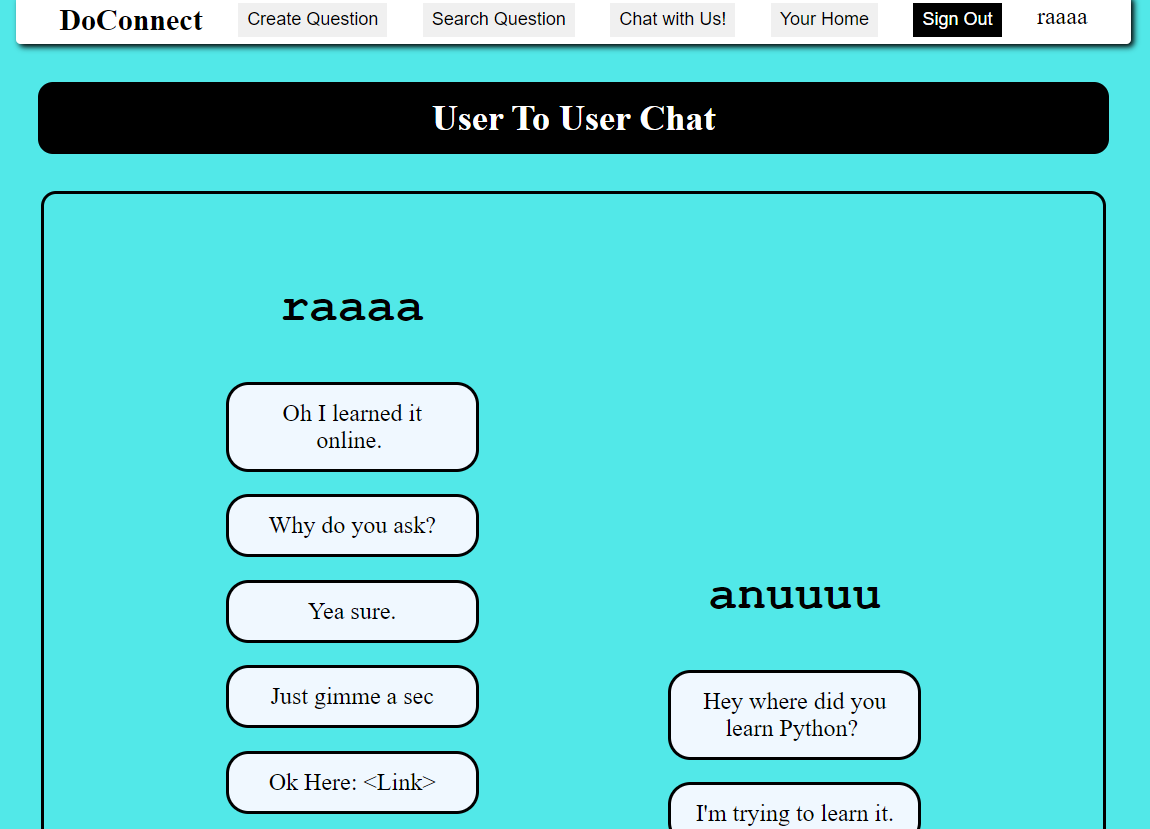 DoConnect
Create Question
Search Question
Chat with Us!
Your Home
Sign Out
raaaa
User To User Chat
raaaa
Oh I learned it
online.
Why do you ask?
Yea sure.
Just gimme a sec
Ok Here: <Link>
anuuuu
Hey where did you
learn Python?
I'm trying to learn it.